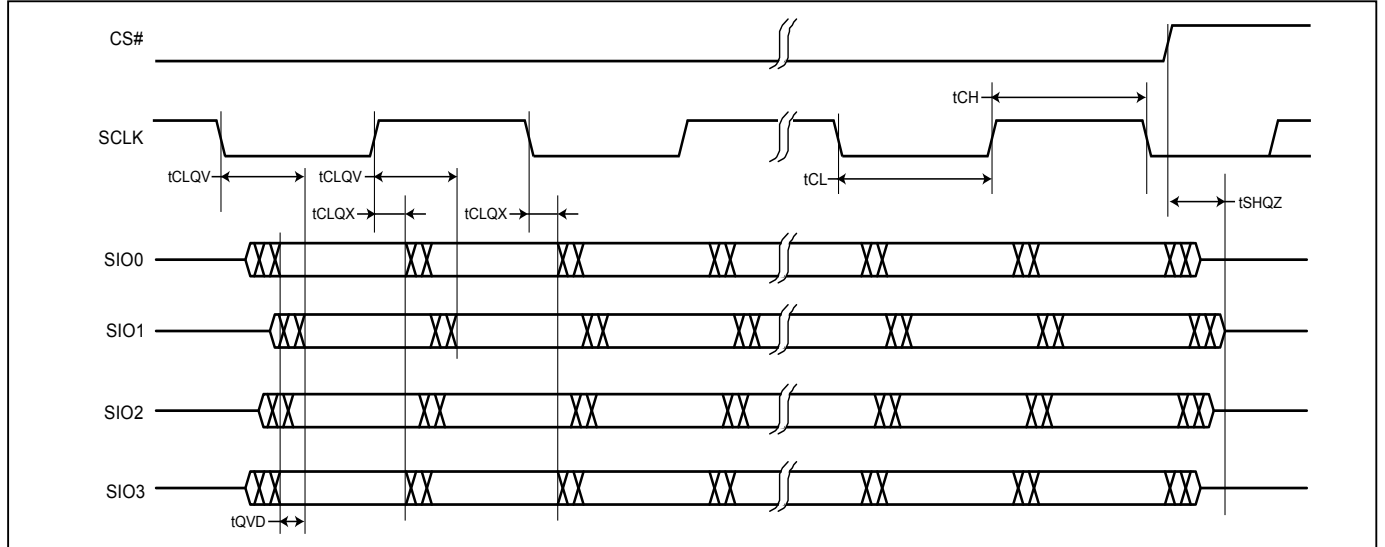 CS#
tCH
SCLK
tCLQV
tCLQV
tCL
tSHQZ
tCLQX
tCLQX
SIO0
SIO1
SIO2
SIO3
tQVD